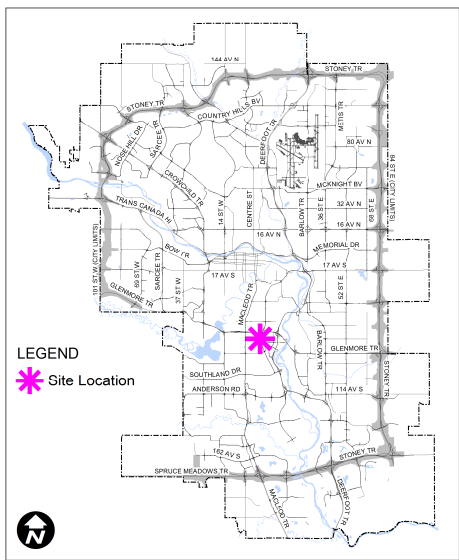 144 AV N
STONEY TR
STONEY TR
COUNTRY HILLS BV
METIS TR
NOSE HILL DR
SARCEE TR
DEERFOOT TR
80 AV N
84 ST E (CITY LIMITS)
CROWCHILD TR
MCKNIGHT BV
TRANS CANADA HI
14 ST W
CENTRE ST
BARLOW TR
36 ST E
32 AV N
68 ST E
16 AV N
16 AV N
101 ST W (CITY LIMITS)
BOW TR
MEMORIAL DR
69 ST W
SARCEE TR
37 ST W
17 AV S
17 AV S
52 ST E
GLENMORE TR
MACLEOD TR
BARLOW TR
GLENMORE TR
LEGEND
Site Location
SOUTHLAND DR
ANDERSON RD
114 AV S
STONEY TR
162 AV S
STONEY TR
SPRUCE MEADOWS TR
MACLEOD TR
DEERFOOT TR
N